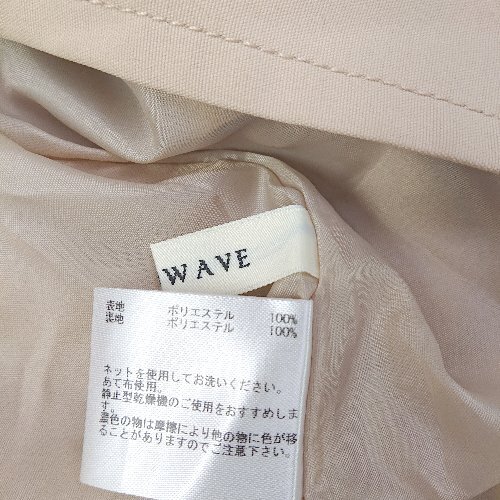 WAVE
表地 ポリエステル 100%
裏地 ポリエステル 100%
ネットを使用してお洗いください。
あて布使用。
静止型乾燥機のご使用をおすすめしま
す。
濃色の物は摩擦により他の物に色が移
ることがありますのでご注意下さい。